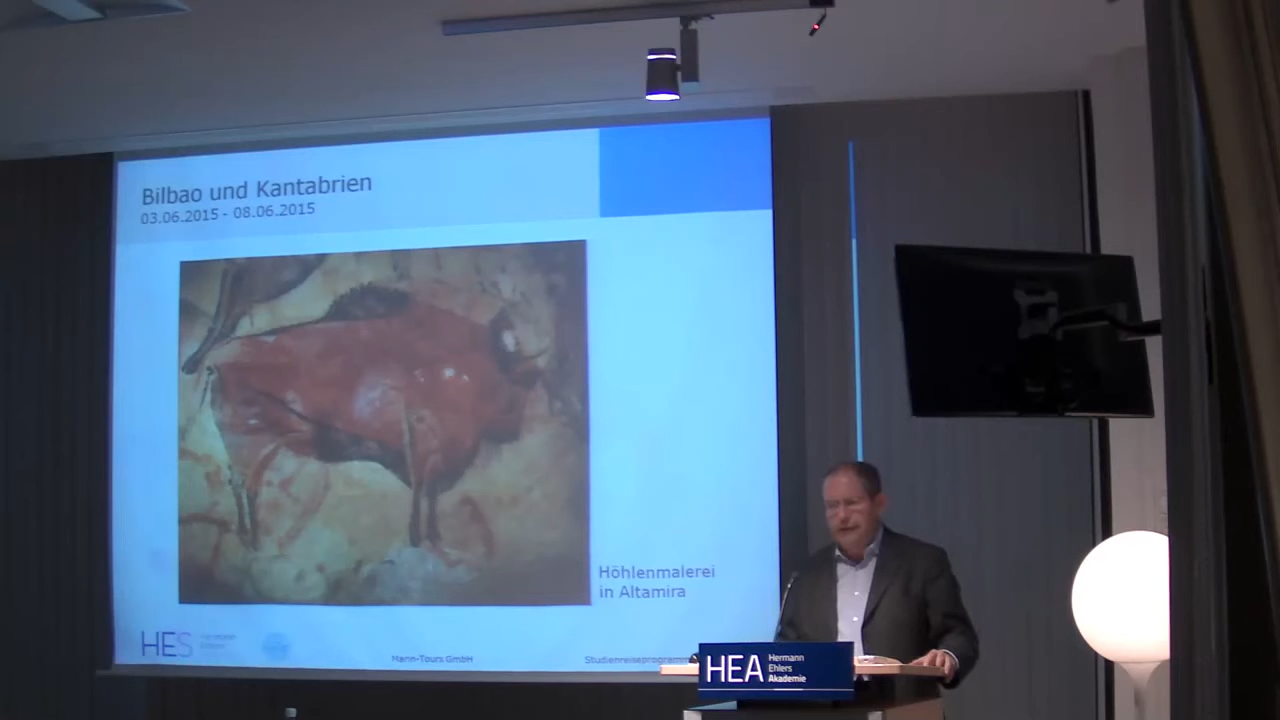 Bilbao und Kantabrien
03.06.2015 - 08.06.2015
Höhlenmalerei
in Altamira
HES
Marin-Tours GmbH
HEA
Hermann
Ehlers
Akademie